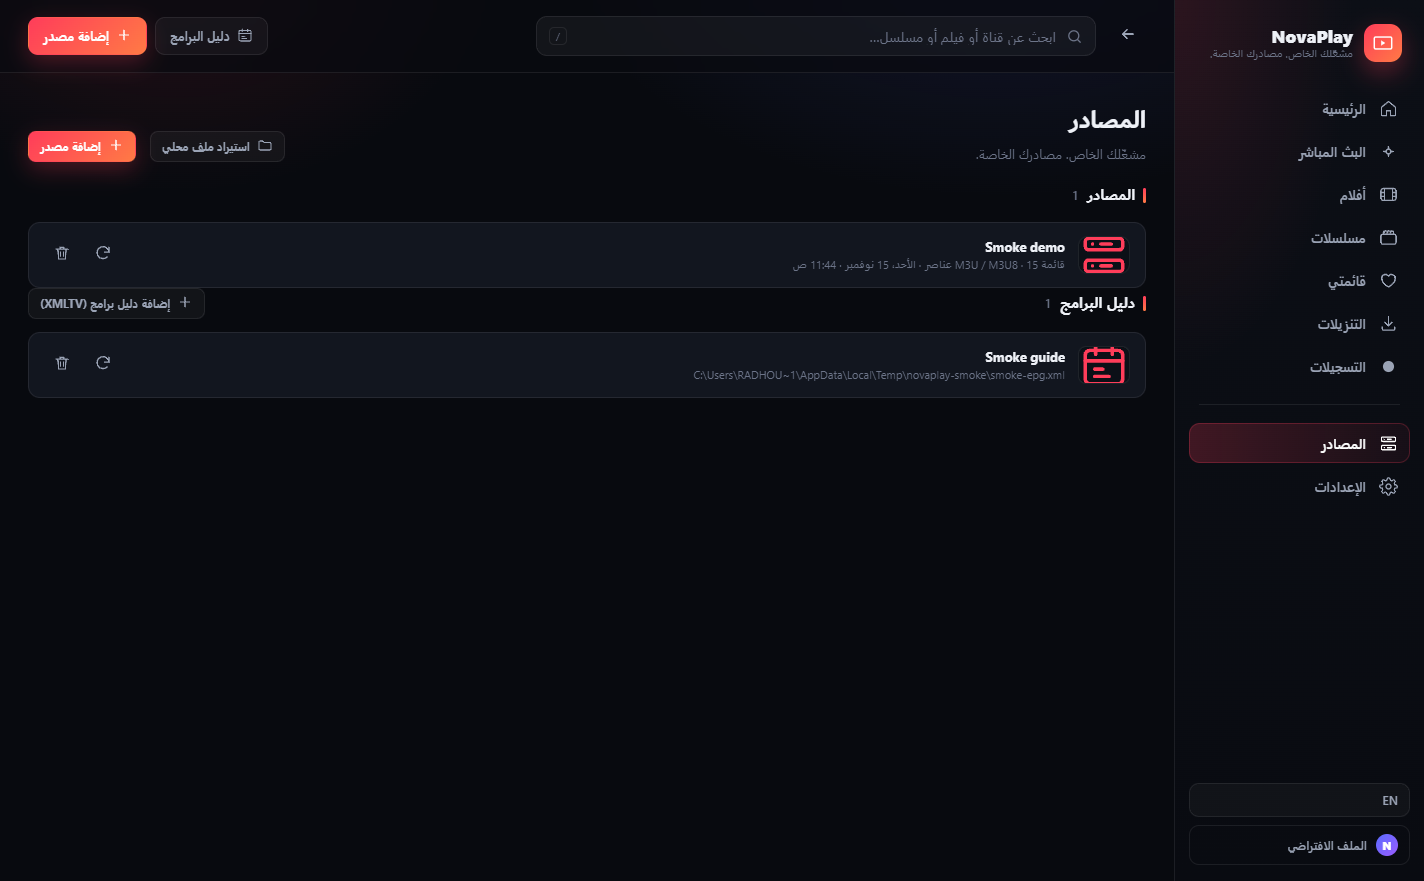 NovaPlay
مشغّلك الخاص. مصادرك الخاصة.
الرئيسية
البث المباشر
أفلام
مسلسلات
قائمتي
التنزيلات
التسجيلات
المصادر
الإعدادات
EN
الملف الافتراضي
N
ابحث عن قناة أو فيلم أو مسلسل...
/
دليل البرامج
إضافة مصدر
المصادر
مشغّلك الخاص. مصادرك الخاصة.
استيراد ملف محلي
إضافة مصدر
المصادر 1
Smoke demo
قائمة M3U / M3U8 · 15 عناصر · الأحد، 15 نوفمبر · 11:44 ص
دليل البرامج 1
إضافة دليل برامج (XMLTV)
Smoke guide
C:\Users\RADHOU~1\AppData\Local\Temp\novaplay-smoke\smoke-epg.xml